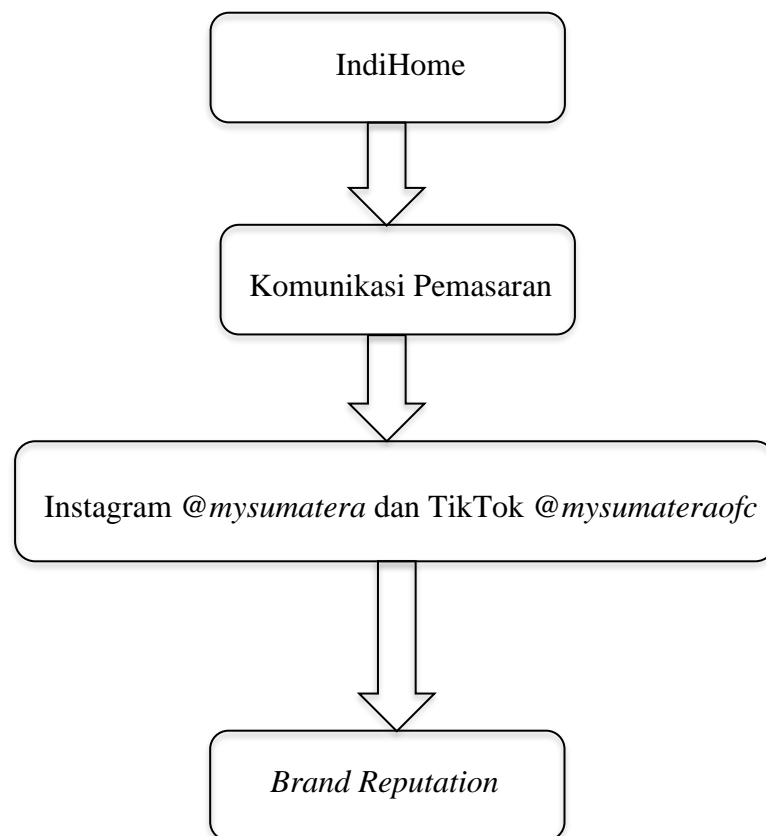 IndiHome
Komunikasi Pemasaran
Instagram @mysumatera dan TikTok @mysumateraofc
Brand Reputation